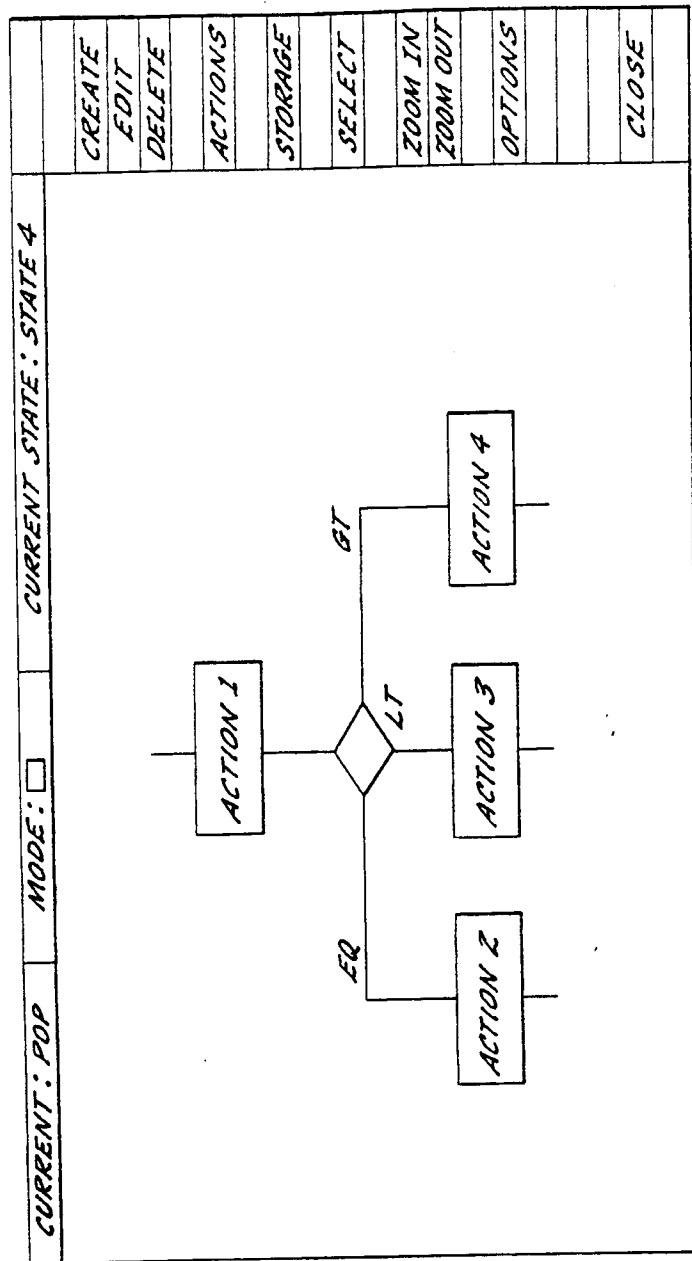 CURRENT : POP
MODE :
CURRENT STATE : STATE 4
CREATE
EDIT
DELETE
ACTIONS
STORAGE
SELECT
ZOOM IN
ZOOM OUT
OPTIONS
CLOSE
ACTION 1
EQ
LT
GT
ACTION 2
ACTION 3
ACTION 4